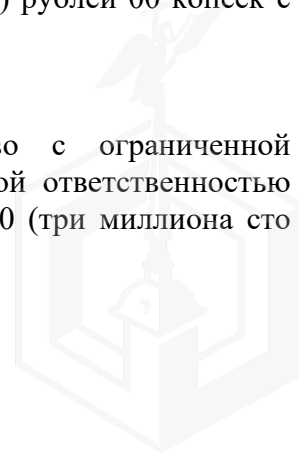 ) рублей 00 копеек с
во с ограниченной
ой ответственностью
0 (три миллиона сто